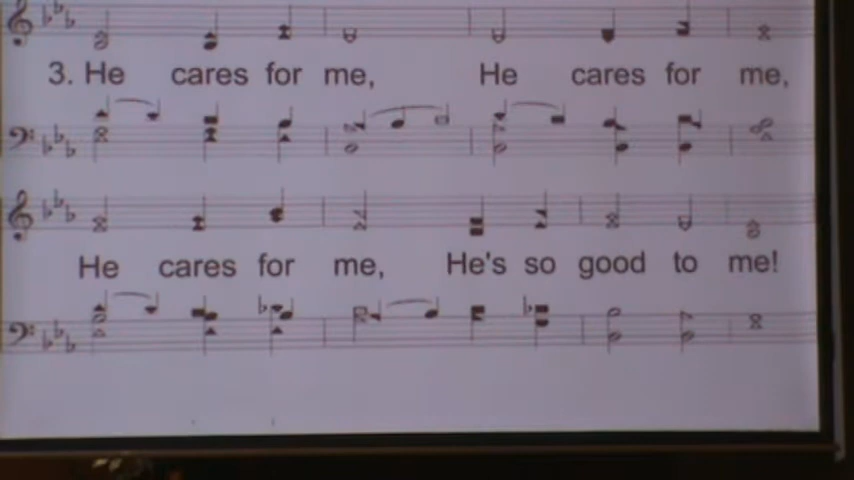 3. He cares for me, He cares for me,
He cares for me, He's so good to me!